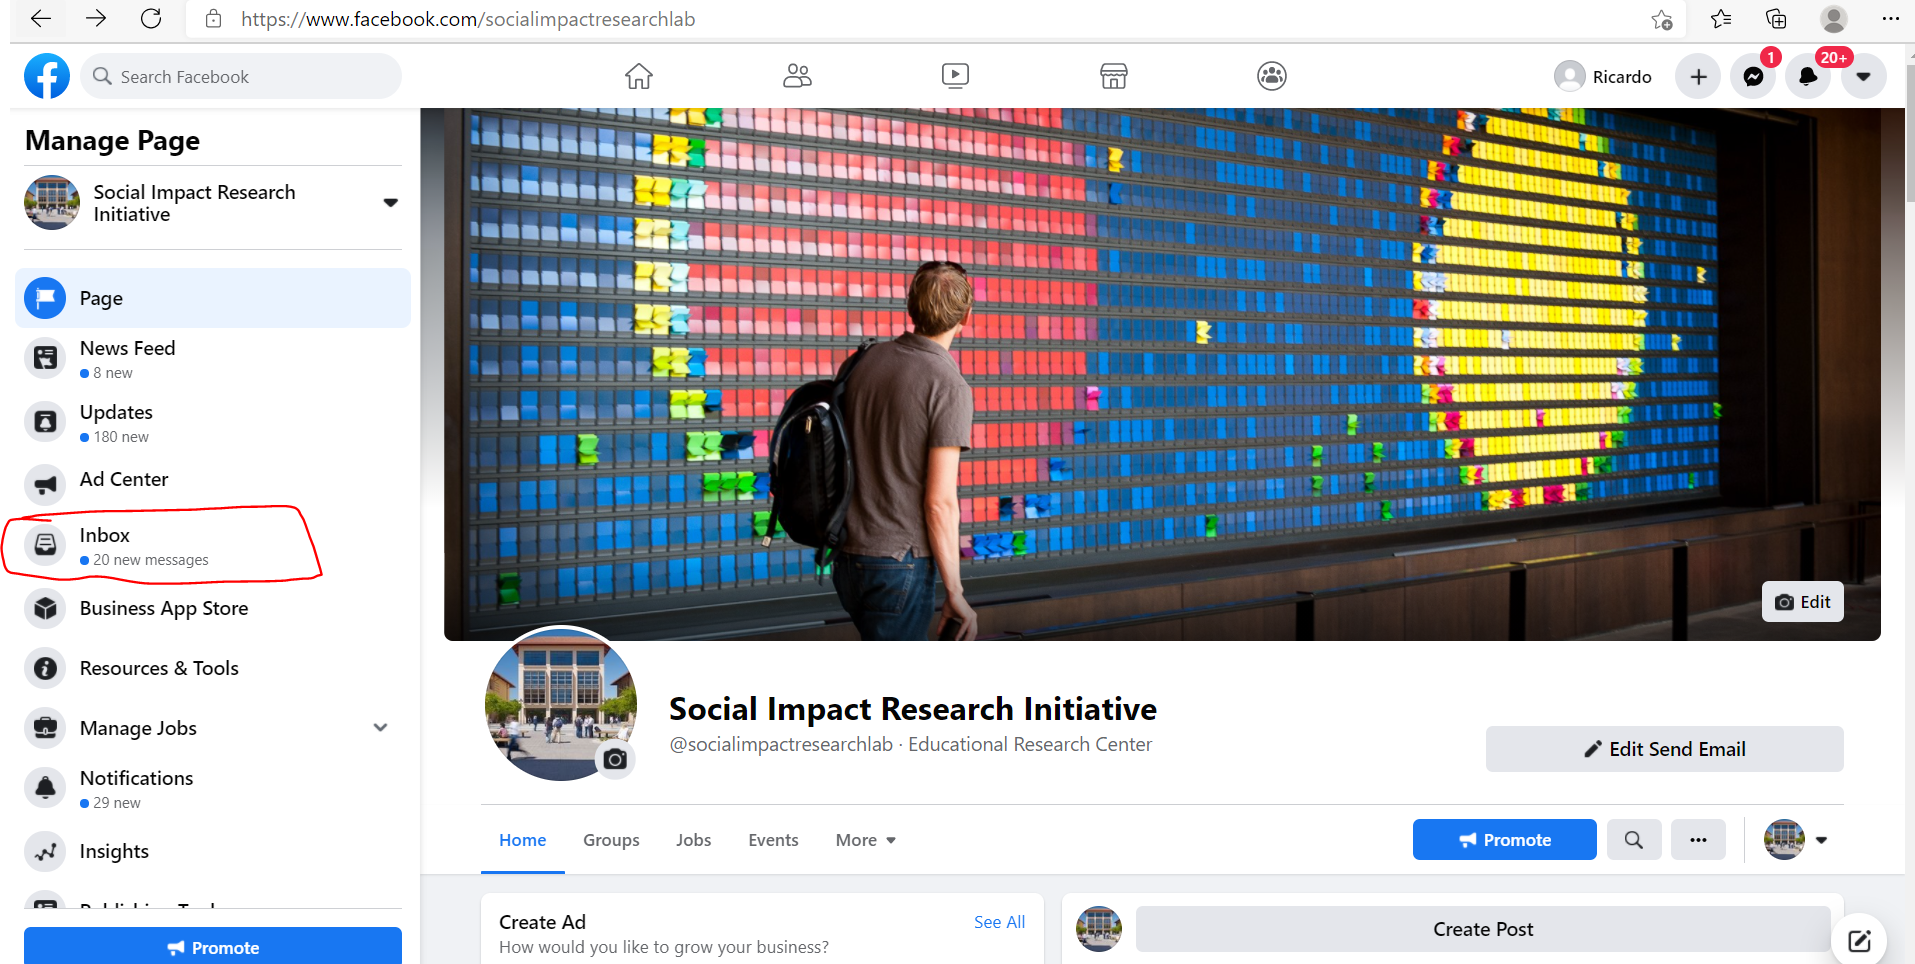 https://www.facebook.com/socialimpactresearchlab
Search Facebook
Ricardo
1
20+
Manage Page
Social Impact Research
Initiative
Page
News Feed
8 new
Updates
180 new
Ad Center
Inbox
20 new messages
Business App Store
Resources & Tools
Manage Jobs
Notifications
29 new
Insights
Promote
Edit
Social Impact Research Initiative
@socialimpactresearchlab · Educational Research Center
Edit Send Email
Home
Groups
Jobs
Events
More
Promote
Create Ad
See All
How would you like to grow your business?
Create Post